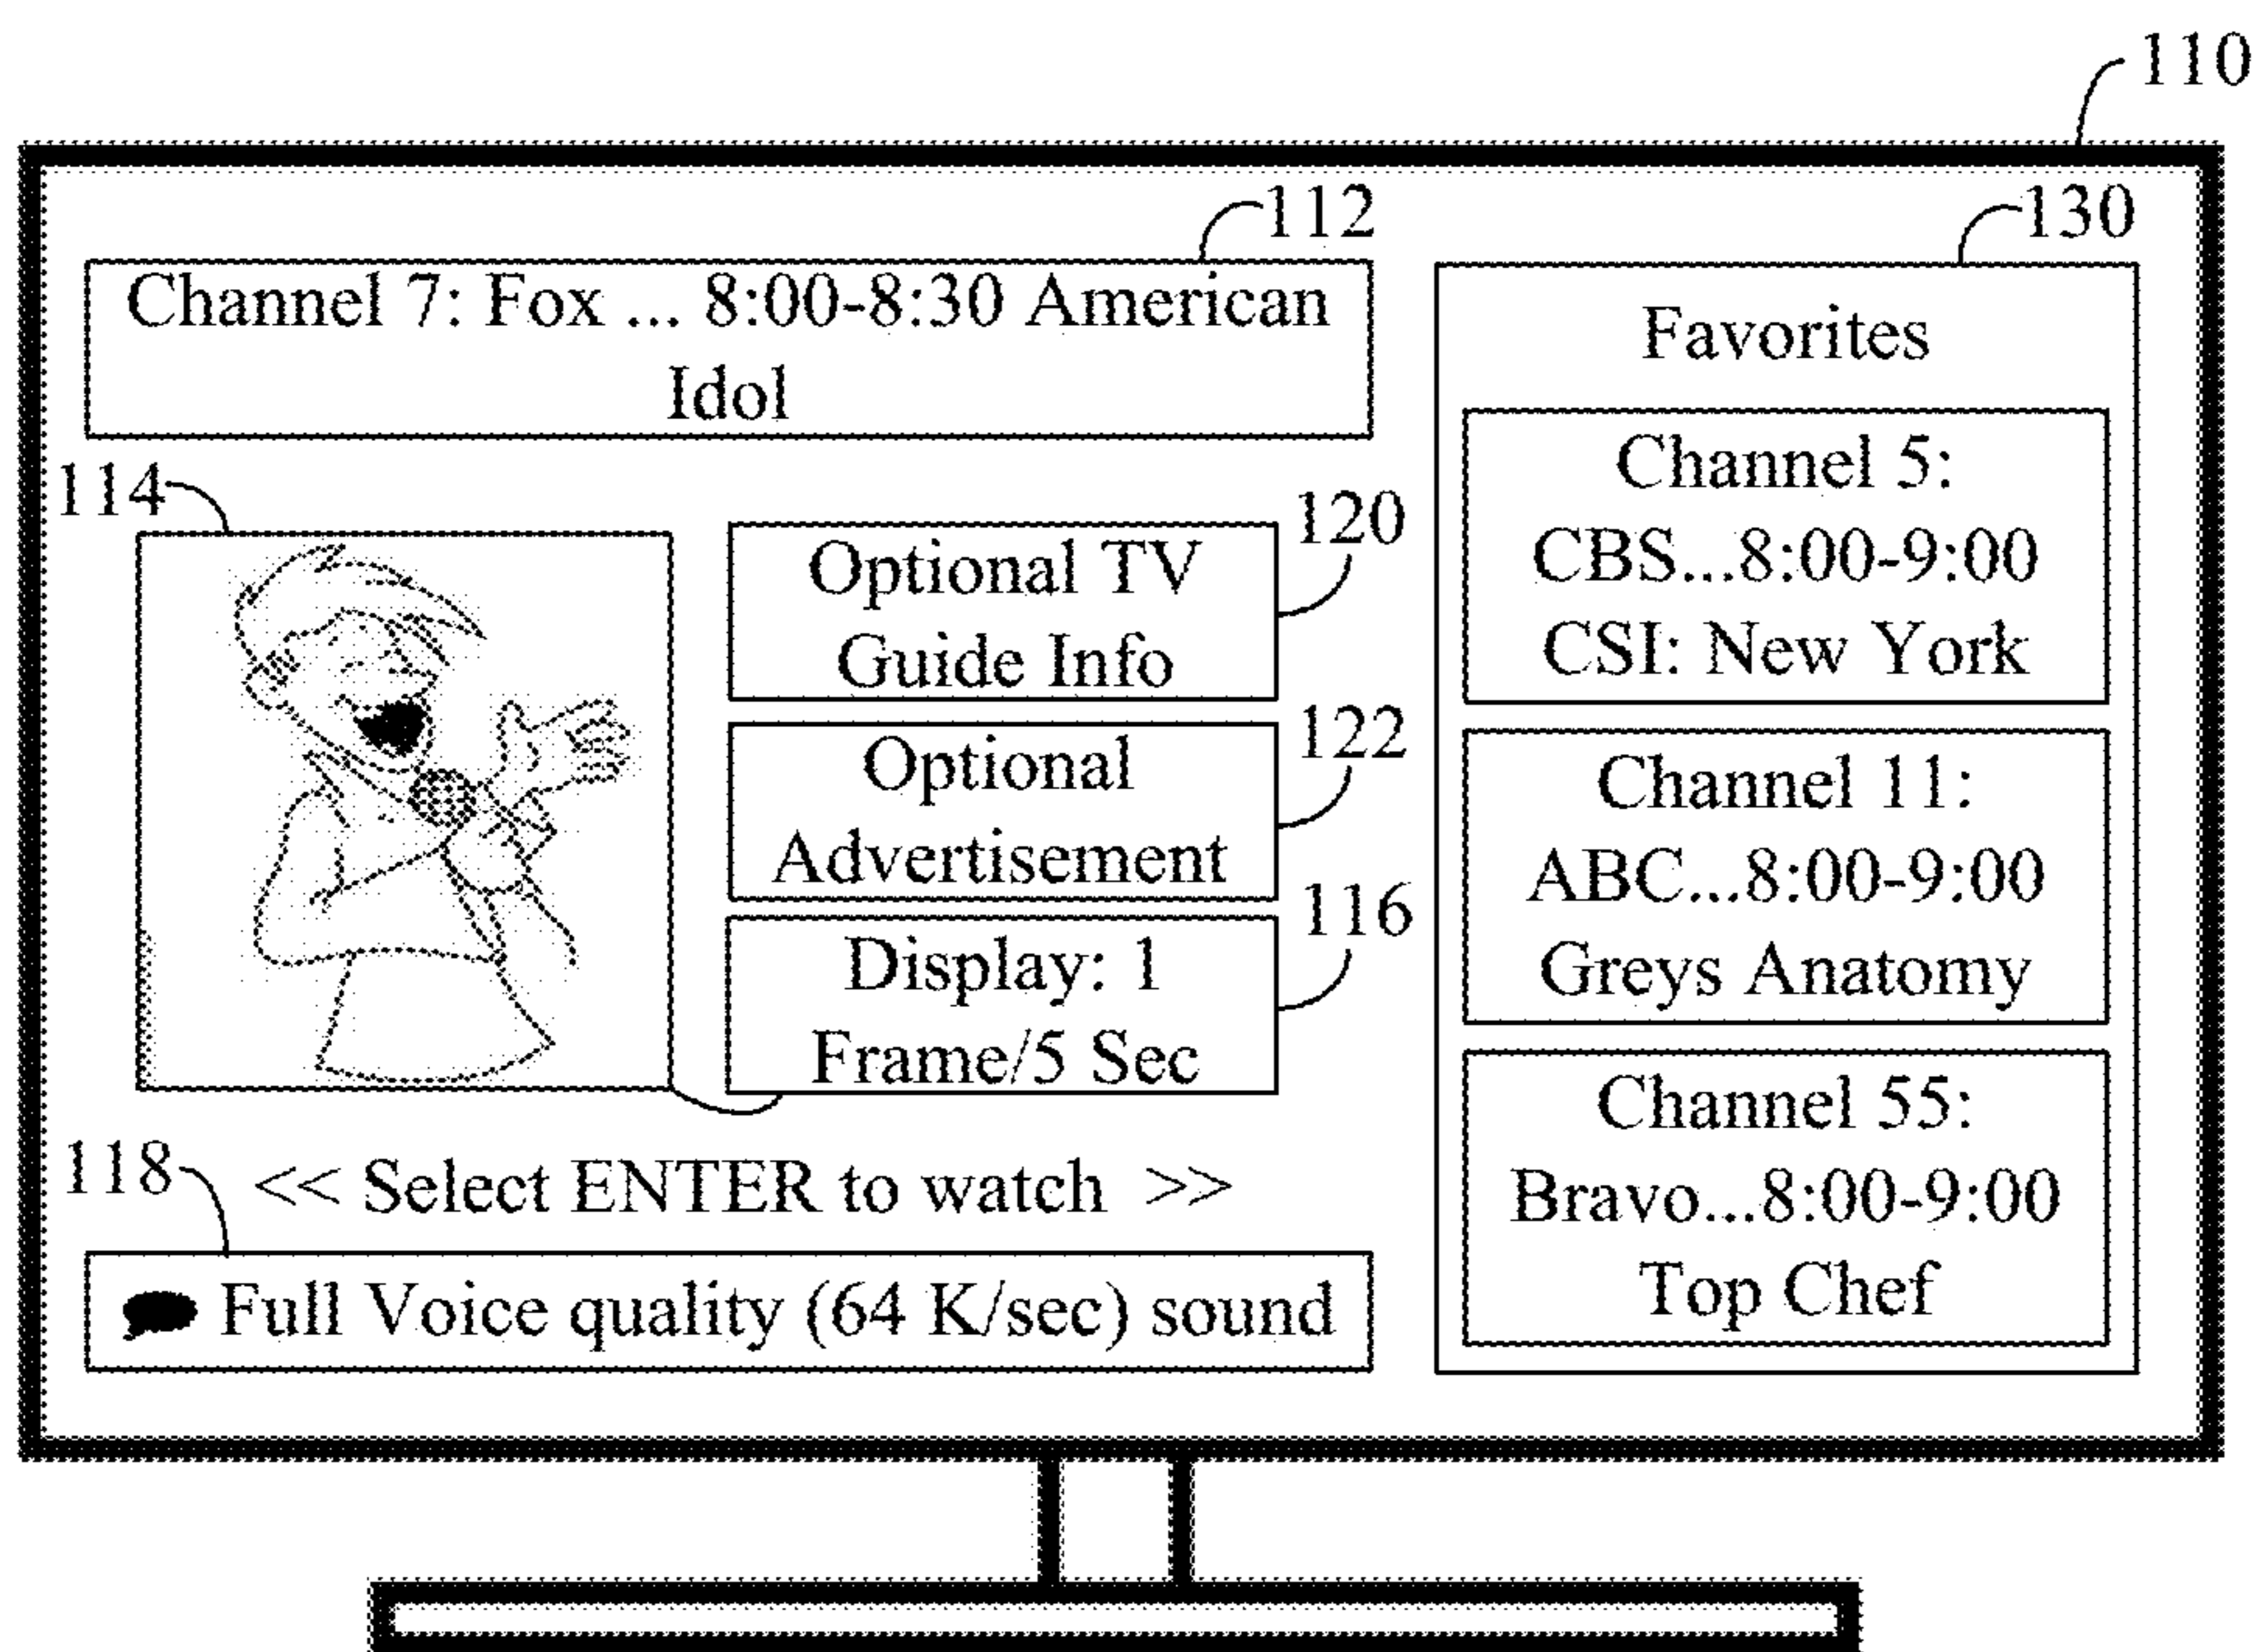 110
112
Channel 7: Fox ... 8:00-8:30 American
Idol
114
120
Optional TV
Guide Info
122
Optional
Advertisement
116
Display: 1
Frame/5 Sec
<< Select ENTER to watch >>
118
Full Voice quality (64 K/sec) sound
130
Favorites
Channel 5:
CBS...8:00-9:00
CSI: New York
Channel 11:
ABC...8:00-9:00
Greys Anatomy
Channel 55:
Bravo...8:00-9:00
Top Chef